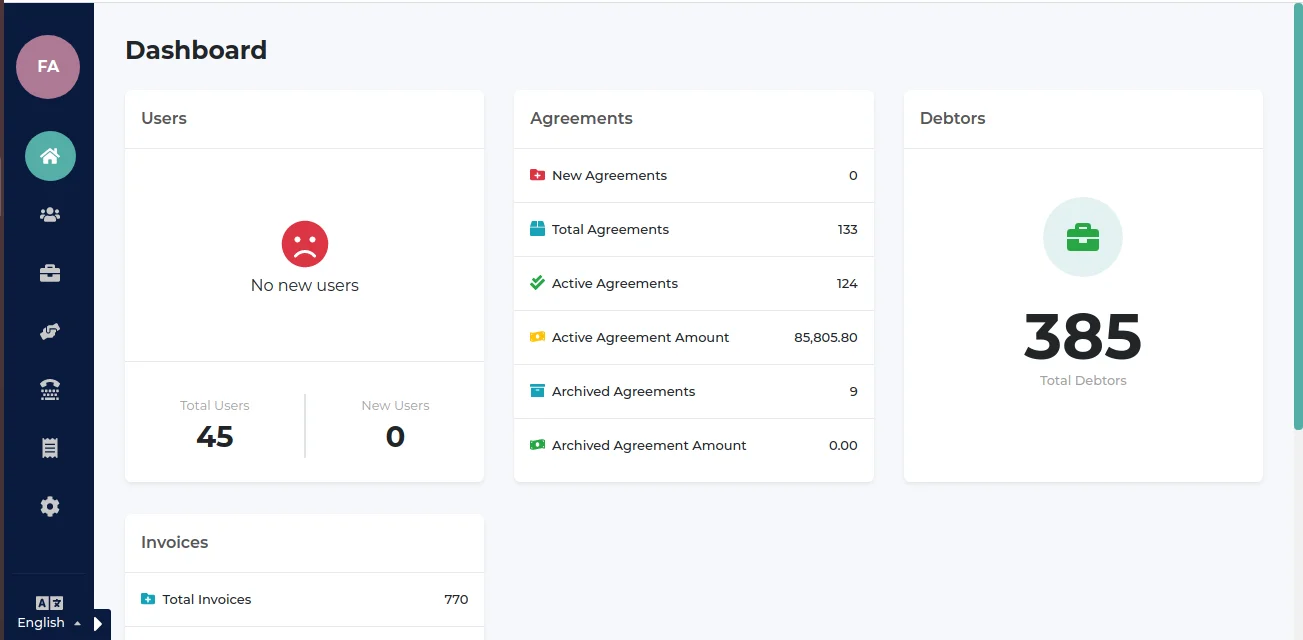 FA
Dashboard
Users
No new users
Total Users
45
New Users
0
Agreements
New Agreements 0
Total Agreements 133
Active Agreements 124
Active Agreement Amount 85,805.80
Archived Agreements 9
Archived Agreement Amount 0.00
Debtors
385
Total Debtors
Invoices
Total Invoices 770
A 文
English